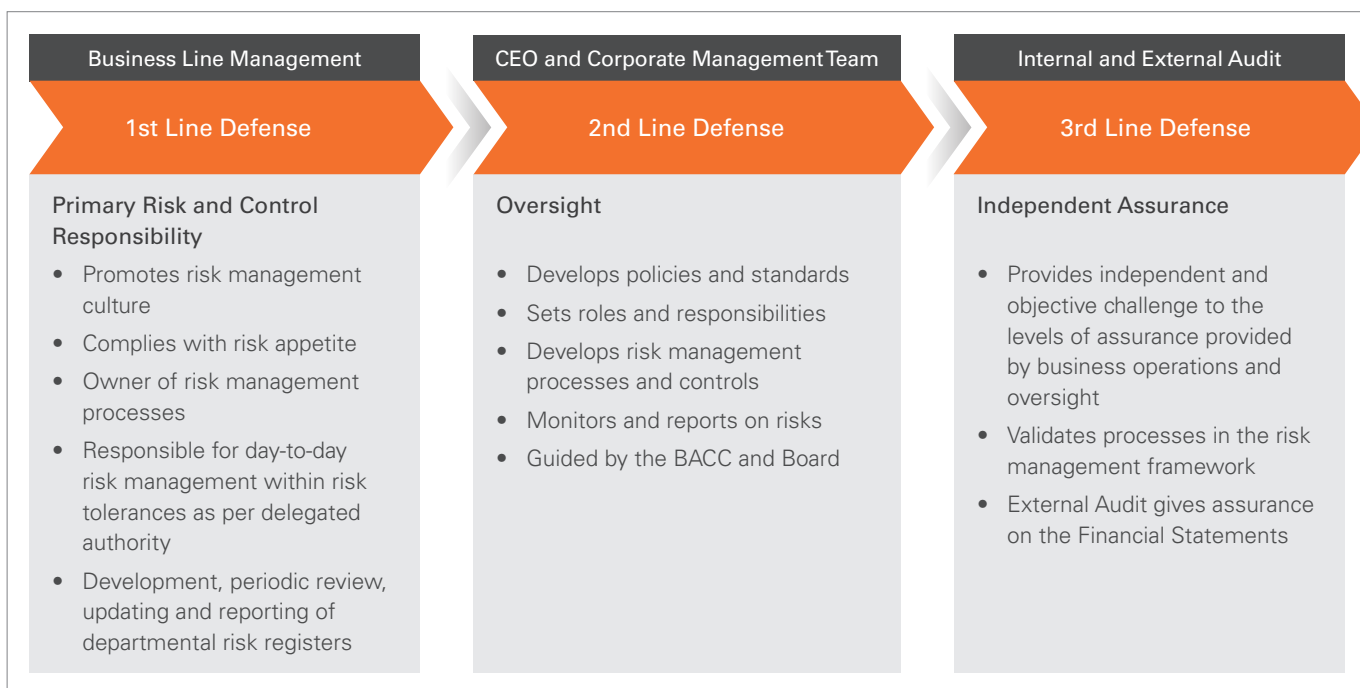 Business Line Management
1st Line Defense
Primary Risk and Control
Responsibility
• Promotes risk management
culture
• Complies with risk appetite
• Owner of risk management
processes
• Responsible for day-to-day
risk management within risk
tolerances as per delegated
authority
• Development, periodic review,
updating and reporting of
departmental risk registers
CEO and Corporate Management Team
2nd Line Defense
Oversight
• Develops policies and standards
• Sets roles and responsibilities
• Develops risk management
processes and controls
• Monitors and reports on risks
• Guided by the BACC and Board
Internal and External Audit
3rd Line Defense
Independent Assurance
• Provides independent and
objective challenge to the
levels of assurance provided
by business operations and
oversight
• Validates processes in the risk
management framework
• External Audit gives assurance
on the Financial Statements